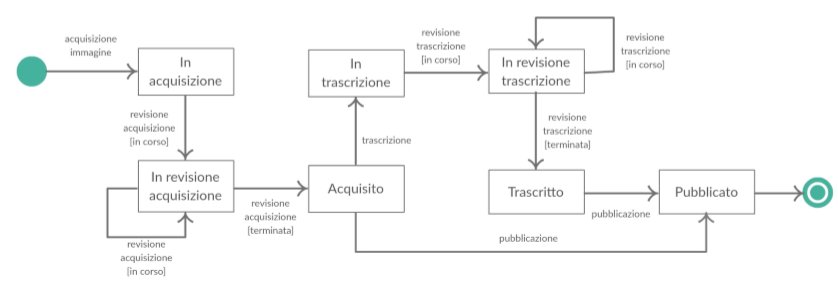 acquisizione
immagine
In
acquisizione
revisione
acquisizione
[in corso]
In revisione
acquisizione
revisione
acquisizione
[in corso]
revisione
acquisizione
[terminata]
Acquisito
trascrizione
In
trascrizione
revisione
trascrizione
[in corso]
In revisione
trascrizione
revisione
trascrizione
[in corso]
revisione
trascrizione
[terminata]
Trascritto
pubblicazione
pubblicazione
Pubblicato